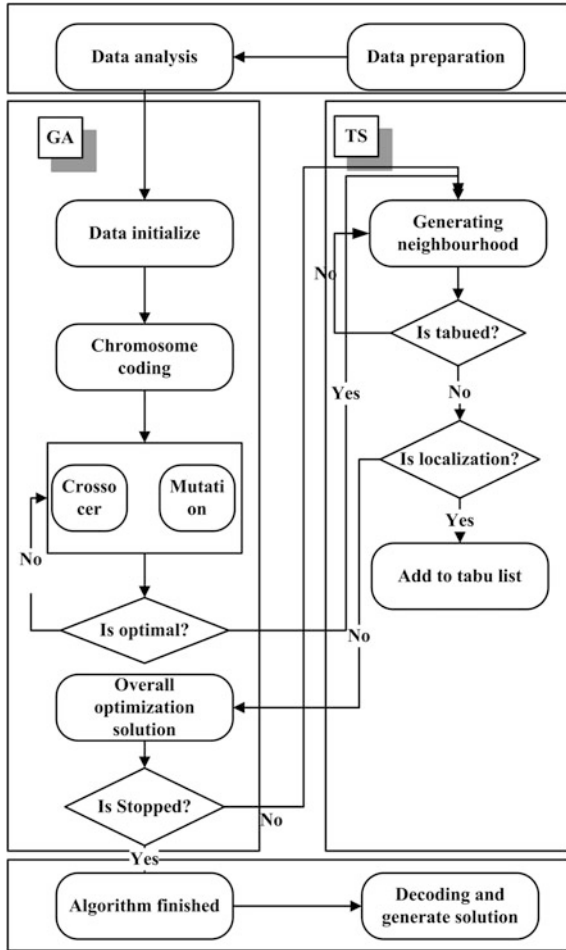 Data analysis
Data preparation
GA
TS
Data initialize
Generating
neighbourhood
No
Chromosome
coding
Is tabued?
Yes
No
Crosso
cer
Mutati
on
Is localization?
No
Yes
Add to tabu list
Is optimal?
No
Overall
optimization
solution
Is Stopped?
No
Yes
Algorithm finished
Decoding and
generate solution